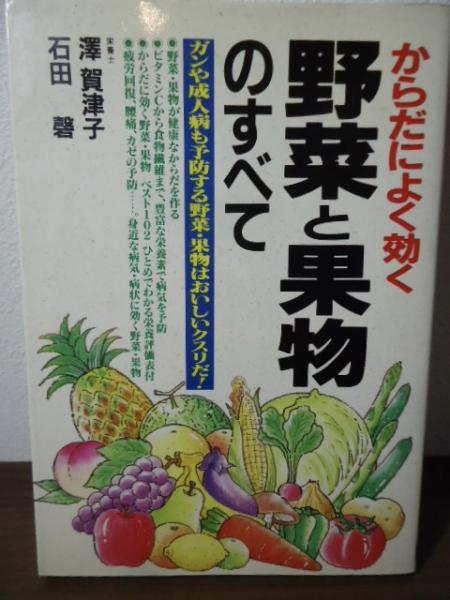 からだによく効く
野菜と果物
のすべて
ガンや成人病も予防する野菜・果物はおいしいクスリだ！
●野菜・果物が健康なからだを作る
●ビタミンCから食物繊維まで、豊富な栄養素で病気を予防
●からだに効く野菜・果物 ベスト102 ひとめでわかる栄養評価表付
●疲労回復、腰痛、カゼの予防……。身近な病気・病状に効く野菜・果物
栄養士
澤 賀津子
石田 磬